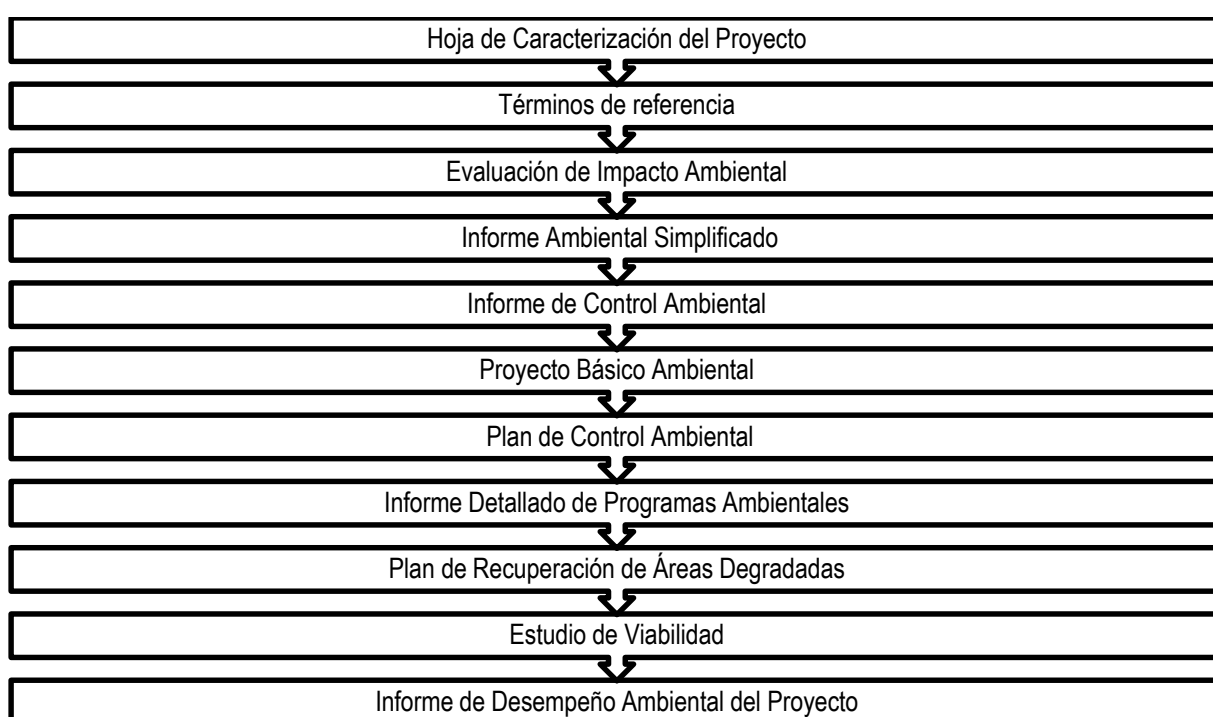 Hoja de Caracterización del Proyecto
Términos de referencia
Evaluación de Impacto Ambiental
Informe Ambiental Simplificado
Informe de Control Ambiental
Proyecto Básico Ambiental
Plan de Control Ambiental
Informe Detallado de Programas Ambientales
Plan de Recuperación de Áreas Degradadas
Estudio de Viabilidad
Informe de Desempeño Ambiental del Proyecto